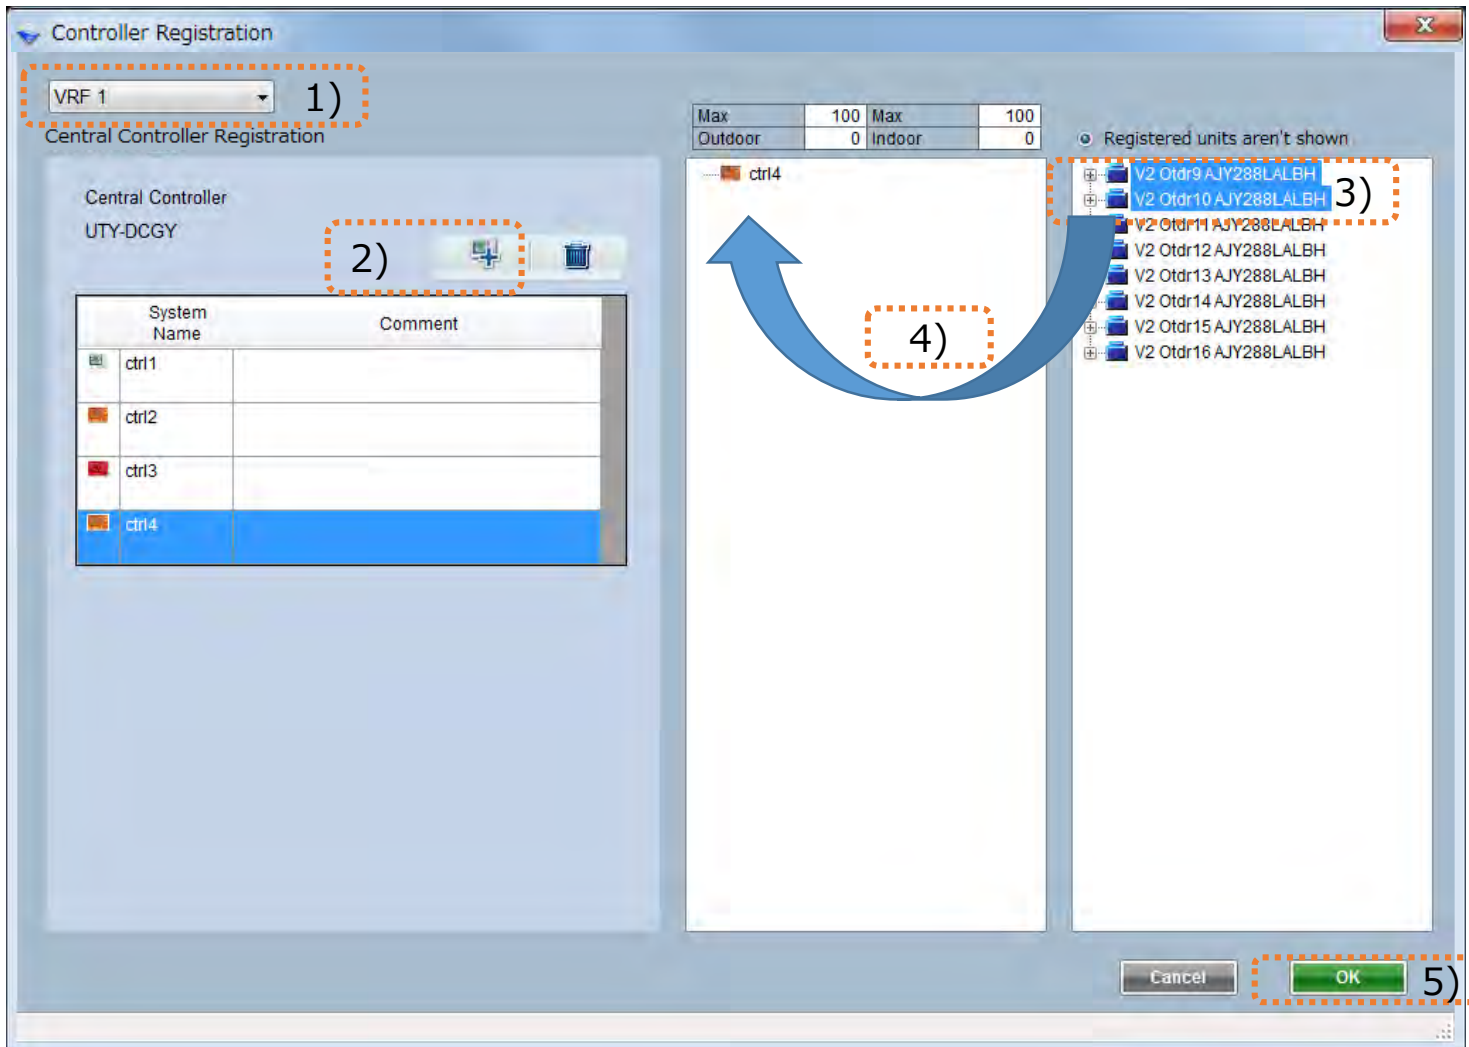 Controller Registration
VRF 1
1)
Central Controller Registration
Central Controller
UTY-DCGY
2)
System Name Comment
ctrl1
ctrl2
ctrl3
ctrl4
Max 100 Max 100
Outdoor 0 Indoor 0
ctrl4
4)
Registered units aren't shown
V2 Otdr9 AJY288LALBH
V2 Otdr10 AJY288LALBH
3)
V2 Otdr11 AJY288LALBH
V2 Otdr12 AJY288LALBH
V2 Otdr13 AJY288LALBH
V2 Otdr14 AJY288LALBH
V2 Otdr15 AJY288LALBH
V2 Otdr16 AJY288LALBH
Cancel
OK
5)